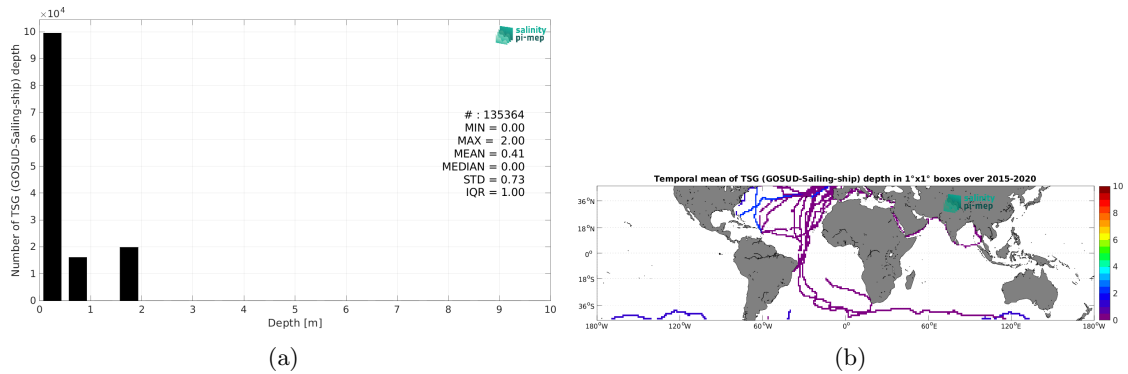 ×10⁴
10
9
8
7
6
5
4
3
2
1
0
Number of TSG (GOSUD-Sailing-ship) depth
salinity
pi-mep
# : 135364
MIN = 0.00
MAX = 2.00
MEAN = 0.41
MEDIAN = 0.00
STD = 0.73
IQR = 1.00
0 1 2 3 4 5 6 7 8 9 10
Depth [m]
(a)
Temporal mean of TSG (GOSUD-Sailing-ship) depth in 1°x1° boxes over 2015-2020
salinity
pi-mep
36°N
18°N
0°
18°S
36°S
180°W 120°W 60°W 0° 60°E 120°E 180°W
10
8
6
4
2
0
(b)